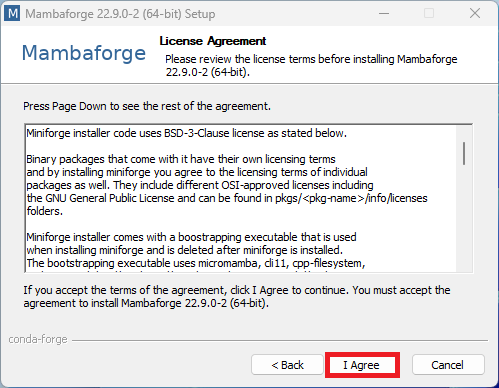 M Mambaforge 22.9.0-2 (64-bit) Setup
Mambaforge
License Agreement
Please review the license terms before installing Mambaforge
22.9.0-2 (64-bit).
Press Page Down to see the rest of the agreement.
Miniforge installer code uses BSD-3-Clause license as stated below.
Binary packages that come with it have their own licensing terms
and by installing miniforge you agree to the licensing terms of individual
packages as well. They include different OSI-approved licenses including
the GNU General Public License and can be found in pkgs/<pkg-name>/info/licenses
folders.
Miniforge installer comes with a boostrapping executable that is used
when installing miniforge and is deleted after miniforge is installed.
The bootstrapping executable uses micromamba, cli11, cpp-filesystem,
If you accept the terms of the agreement, click I Agree to continue. You must accept the
agreement to install Mambaforge 22.9.0-2 (64-bit).
conda-forge
< Back
I Agree
Cancel